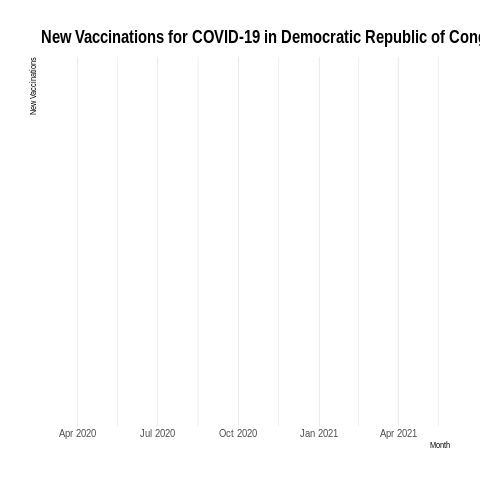 New Vaccinations for COVID-19 in Democratic Republic of Cong
New Vaccinations
Apr 2020 Jul 2020 Oct 2020 Jan 2021 Apr 2021
Month